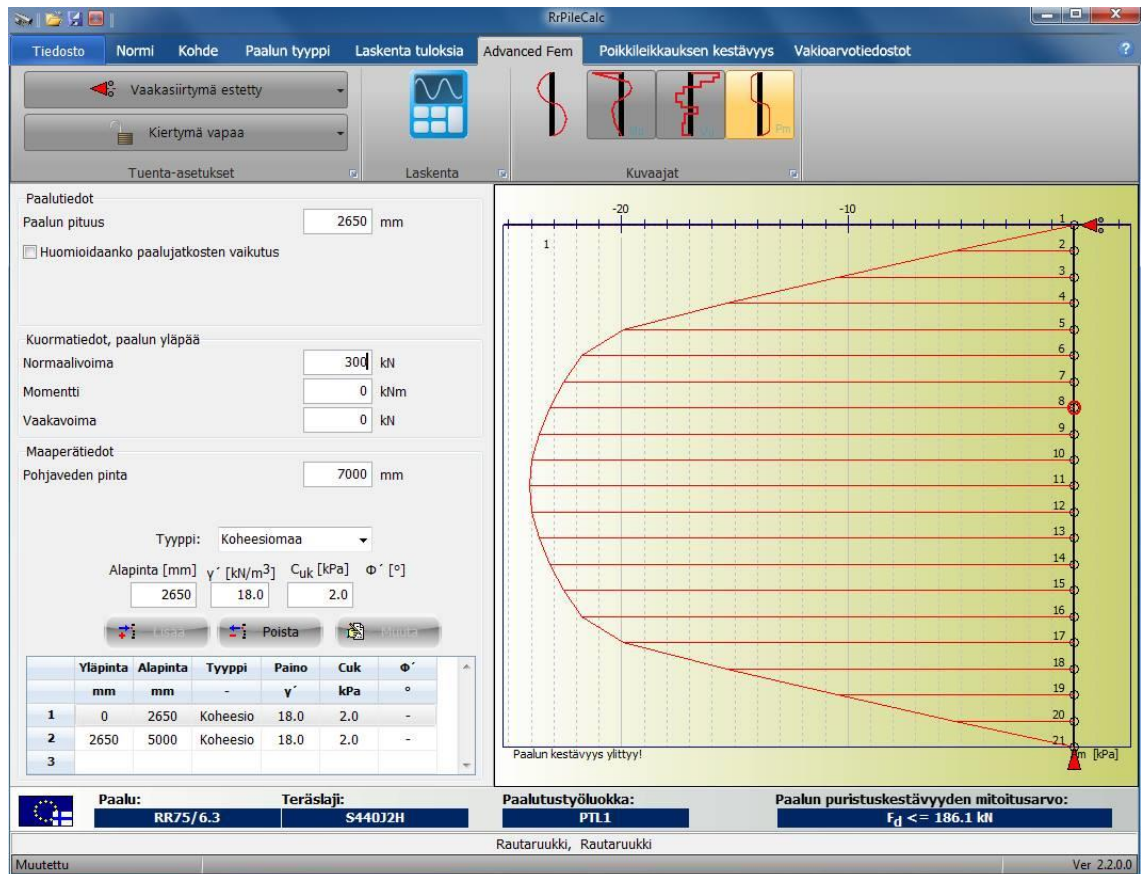 RrPileCalc
Tiedosto Normi Kohde Paalun tyyppi Laskenta tuloksia Advanced Fem Poikkileikkauksen kestävyys Vakioarvotiedostot ?
Vaakasiirtymä estetty
Kiertymä vapaa
Pm
Tuenta-asetukset Laskenta Kuvaajat
Paalutiedot
Paalun pituus 2650 mm
Huomioidaanko paalujatkosten vaikutus
Kuormatiedot, paalun yläpää
Normaalivoima 300 kN
Momentti 0 kNm
Vaakavoima 0 kN
Maaperätiedot
Pohjaveden pinta 7000 mm
Tyyppi: Koheesiomaa
Alapinta [mm] γ´ [kN/m3] Cuk [kPa] Φ´ [°]
2650 18.0 2.0
Lisää Poista Muuta
Yläpinta Alapinta Tyyppi Paino Cuk Φ´
mm mm - γ´ kPa °
1 0 2650 Koheesio 18.0 2.0 -
2 2650 5000 Koheesio 18.0 2.0 -
3
-20 -10
1
1
2
3
4
5
6
7
8
9
10
11
12
13
14
15
16
17
18
19
20
21
Paalun kestävyys ylittyy! [kPa]
Paalu: Teräslaji: Paalutustyöluokka: Paalun puristuskestävyyden mitoitusarvo:
RR75/6.3 S440J2H PTL1 Fd <= 186.1 kN
Rautaruukki, Rautaruukki
Muutettu Ver 2.2.0.0